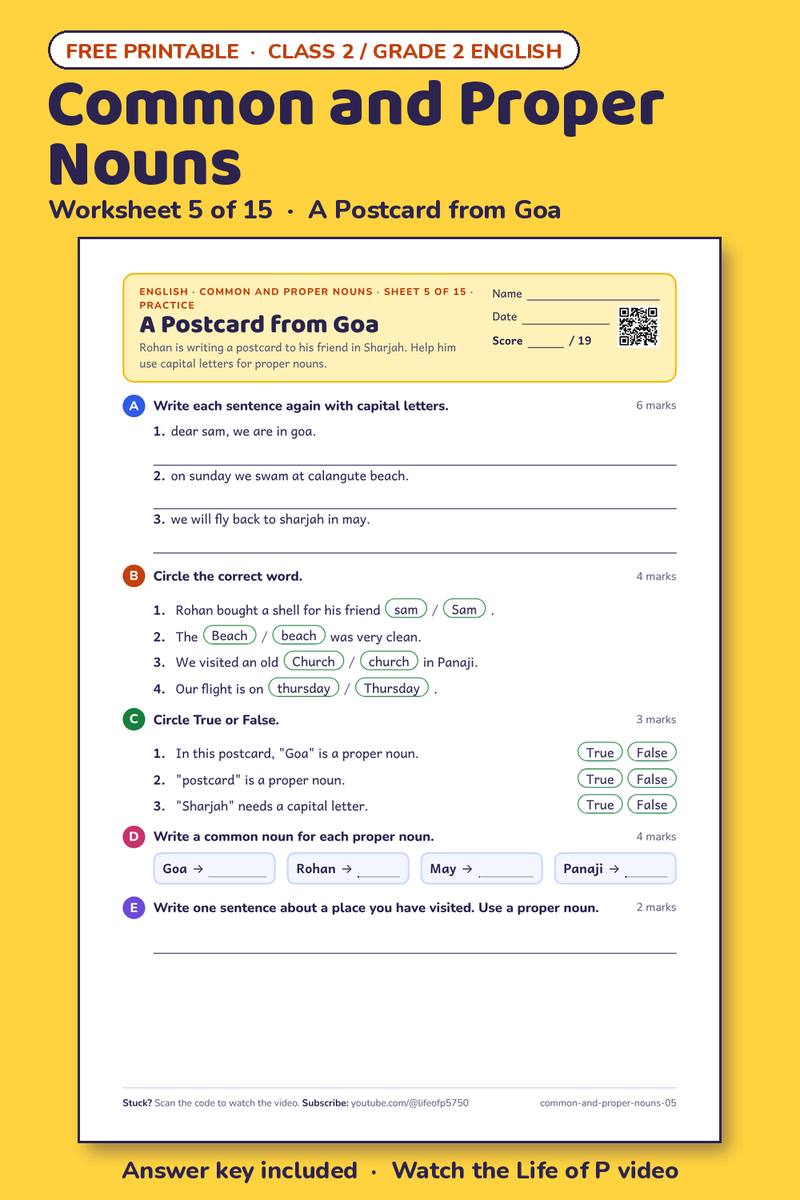 FREE PRINTABLE · CLASS 2 / GRADE 2 ENGLISH
Common and Proper
Nouns
Worksheet 5 of 15 · A Postcard from Goa
ENGLISH · COMMON AND PROPER NOUNS · SHEET 5 OF 15 ·
PRACTICE
A Postcard from Goa
Rohan is writing a postcard to his friend in Sharjah. Help him
use capital letters for proper nouns.
Name
Date
Score / 19
A Write each sentence again with capital letters. 6 marks
1. dear sam, we are in goa.
2. on sunday we swam at calangute beach.
3. we will fly back to sharjah in may.
B Circle the correct word. 4 marks
1. Rohan bought a shell for his friend sam / Sam .
2. The Beach / beach was very clean.
3. We visited an old Church / church in Panaji.
4. Our flight is on thursday / Thursday .
C Circle True or False. 3 marks
1. In this postcard, "Goa" is a proper noun. True False
2. "postcard" is a proper noun. True False
3. "Sharjah" needs a capital letter. True False
D Write a common noun for each proper noun. 4 marks
Goa → Rohan → May → Panaji →
E Write one sentence about a place you have visited. Use a proper noun. 2 marks
Stuck? Scan the code to watch the video. Subscribe: youtube.com/@lifeofp5750 common-and-proper-nouns-05
Answer key included · Watch the Life of P video